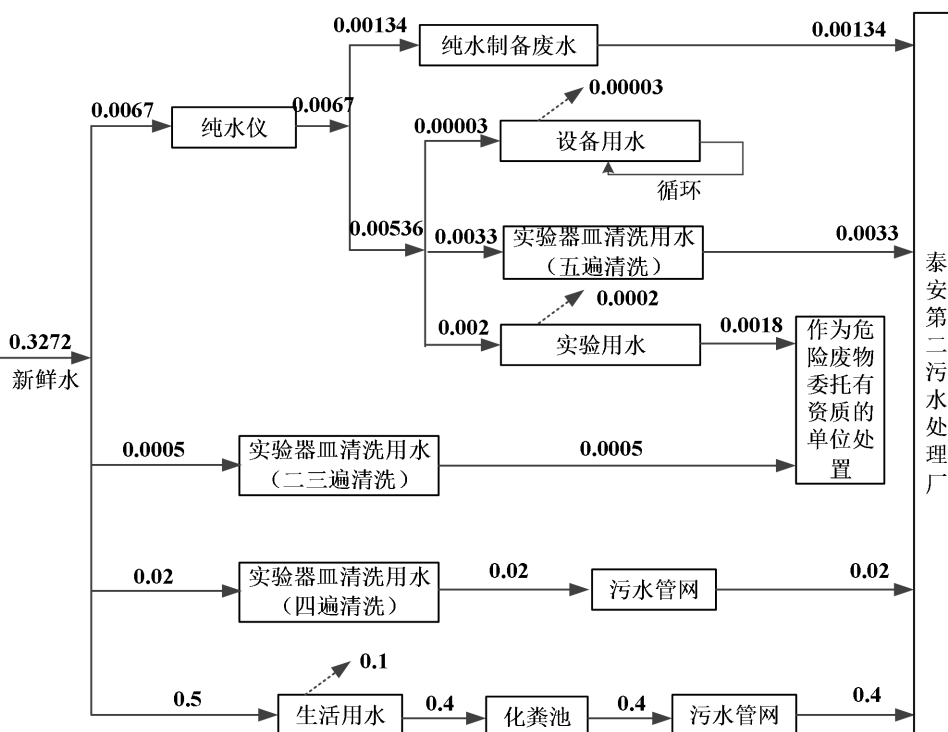 0.00134
纯水制备废水
0.00134
0.0067
纯水仪
0.0067
0.00003
0.00003
设备用水
循环
0.00536
0.0033
实验器皿清洗用水
（五遍清洗）
0.0033
0.0002
0.002
实验用水
0.0018
作为危
险废物
委托有
资质的
单位处
置
0.3272
新鲜水
0.0005
实验器皿清洗用水
（二三遍清洗）
0.0005
0.02
实验器皿清洗用水
（四遍清洗）
0.02
污水管网
0.02
0.1
0.5
生活用水
0.4
化粪池
0.4
污水管网
0.4
泰安第二污水处理厂